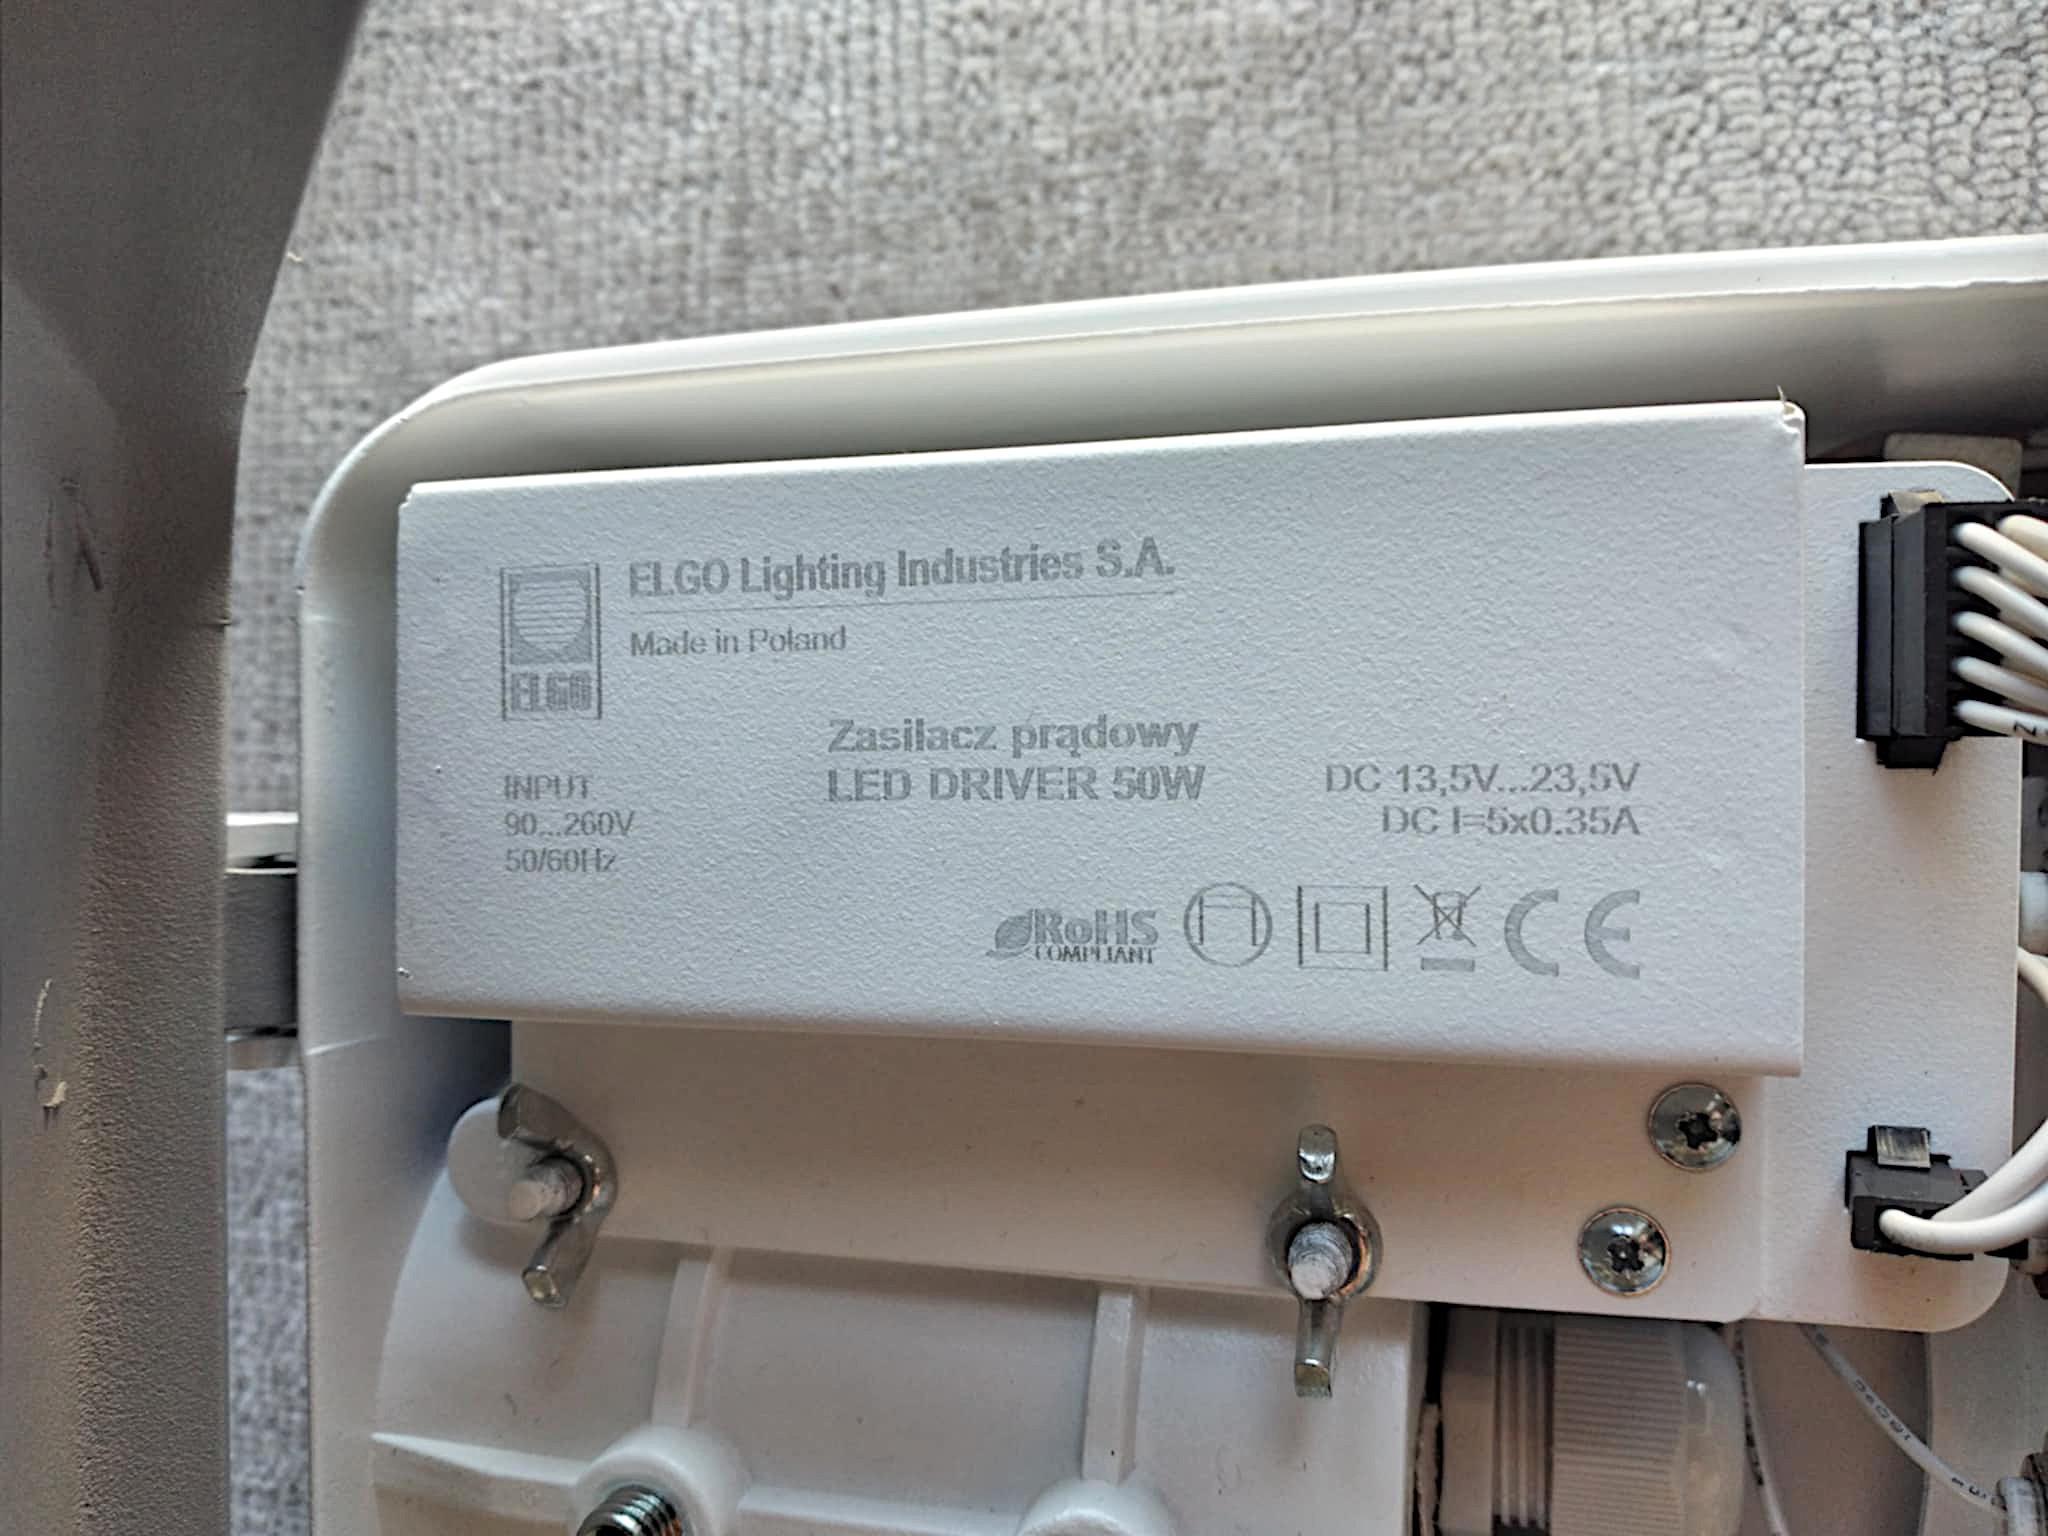 ELGO Lighting Industries S.A.
Made in Poland
ELGO
Zasilacz prądowy
LED DRIVER 50W
INPUT
90...260V
50/60Hz
DC 13,5V...23,5V
DC I=5x0.35A
RoHS
COMPLIANT
CE